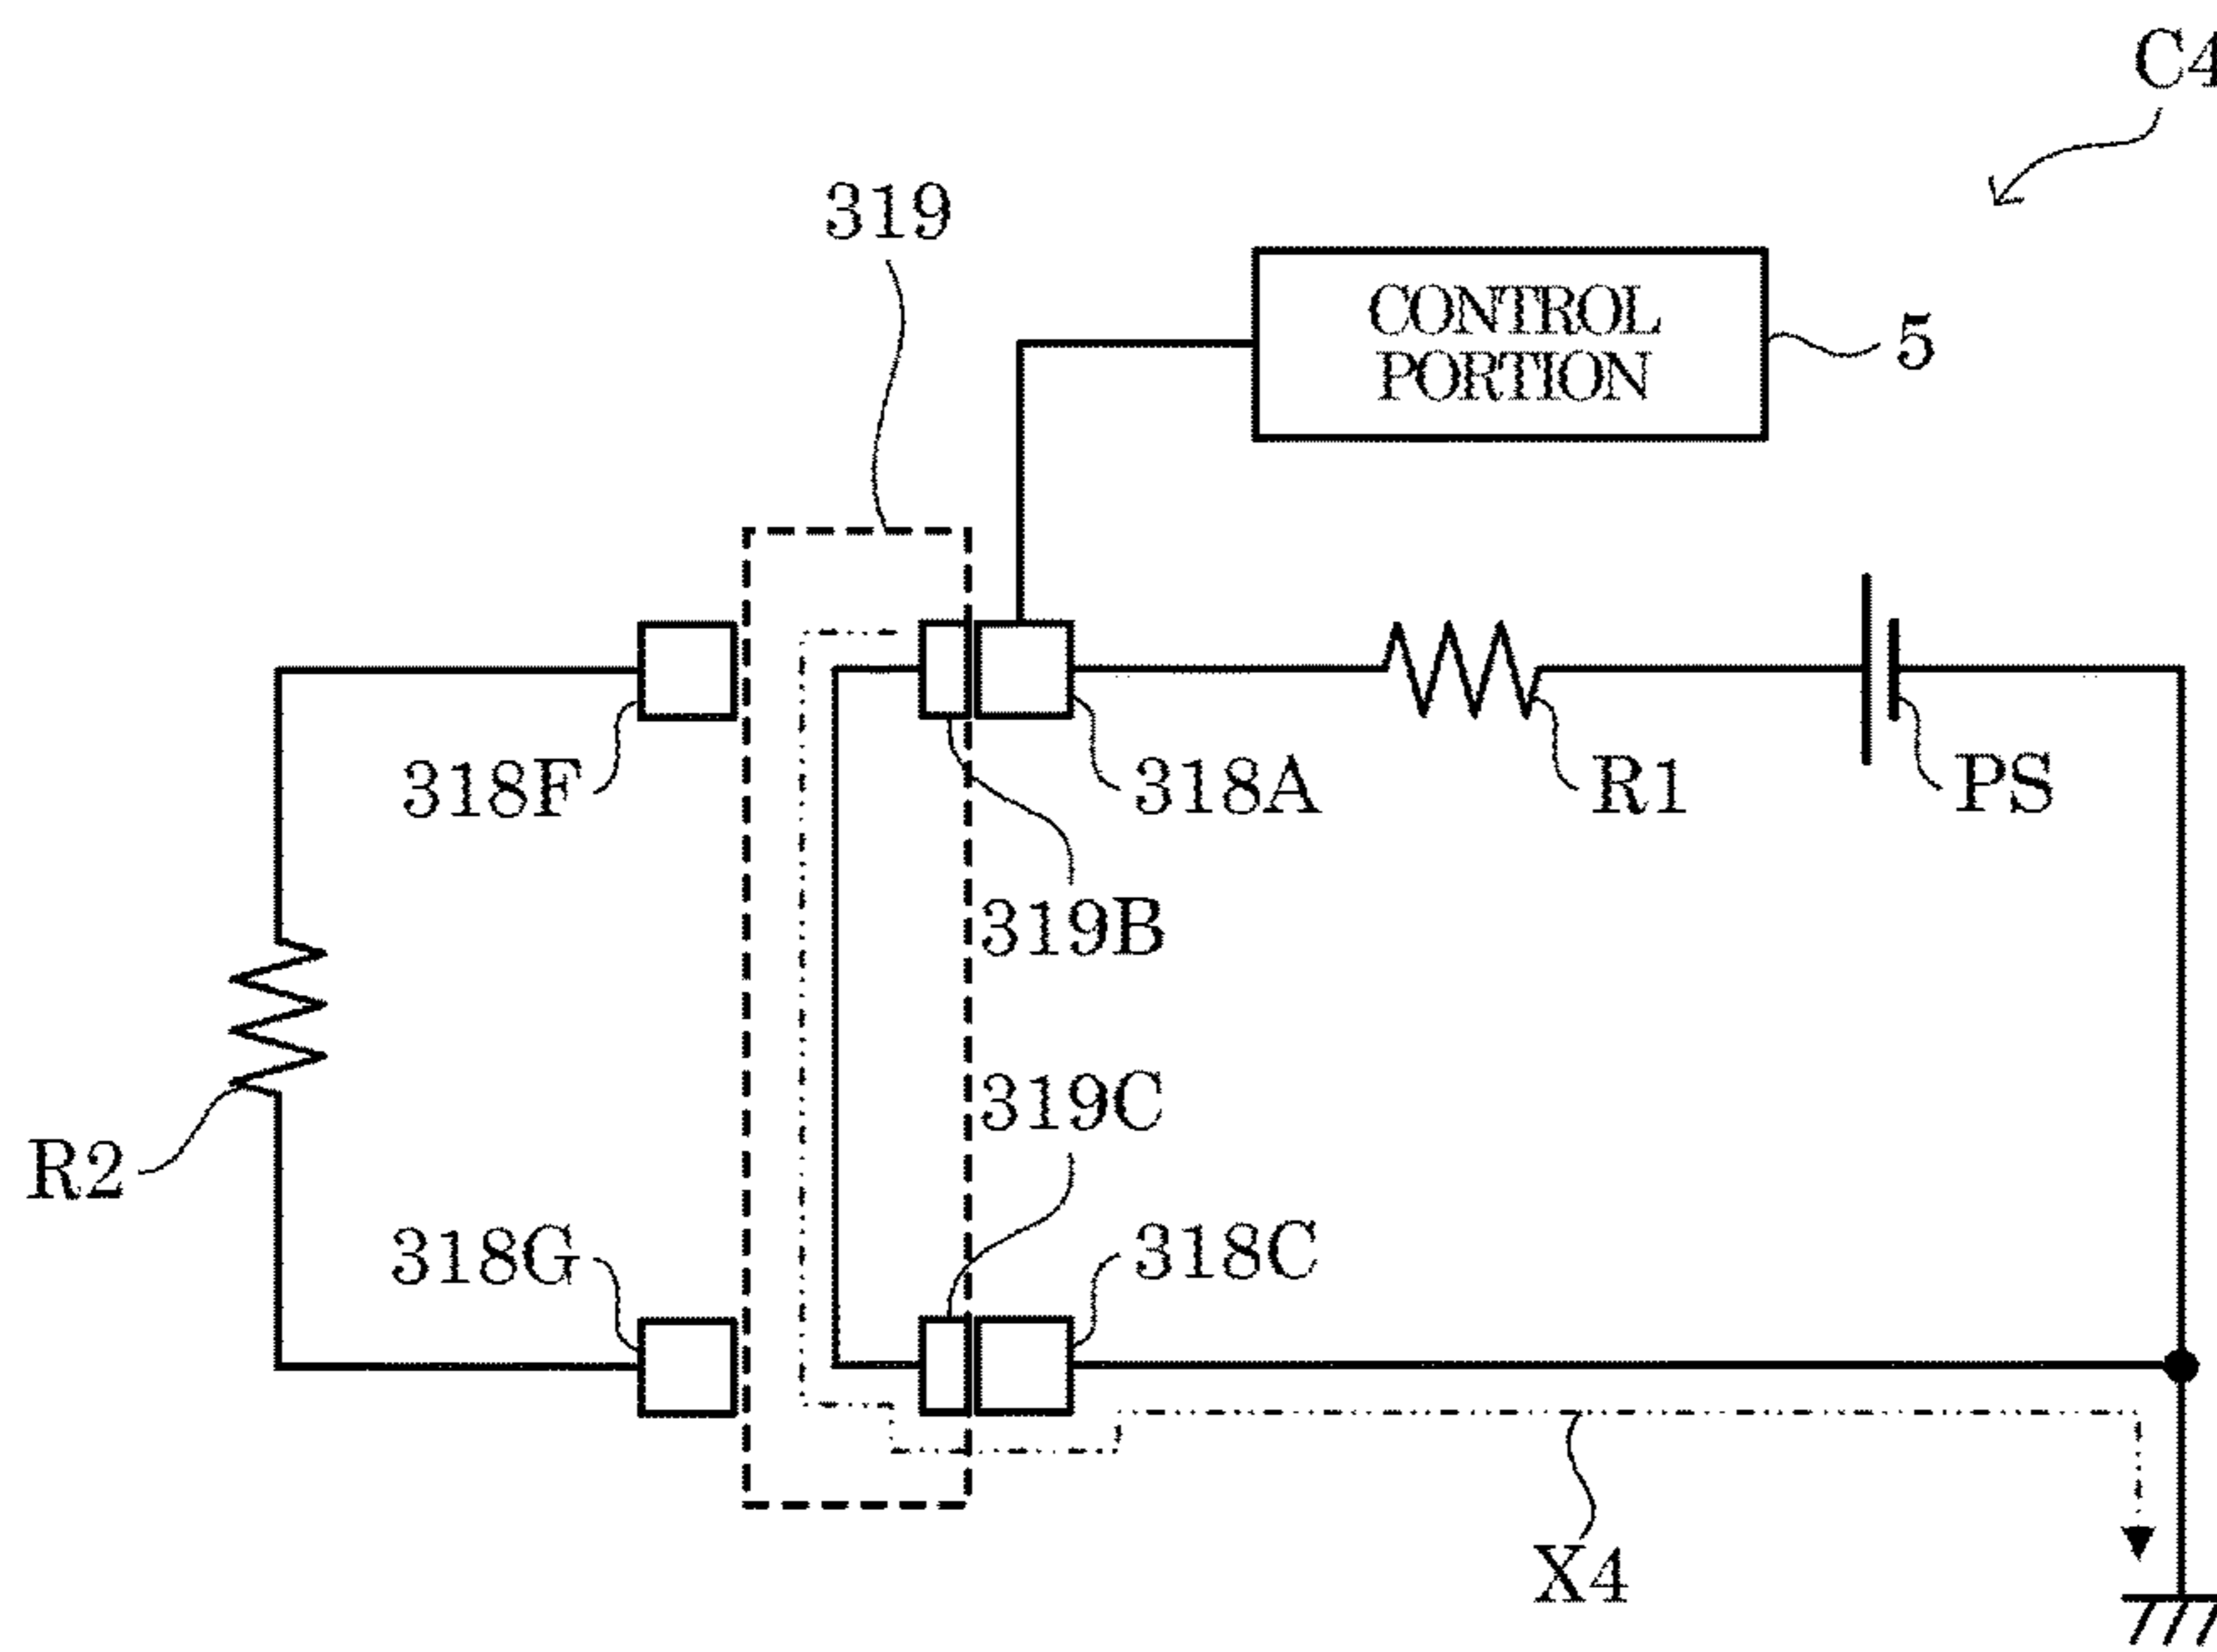 C4
319
CONTROL
PORTION
5
318F
318A
R1
PS
319B
319C
R2
318G
318C
X4